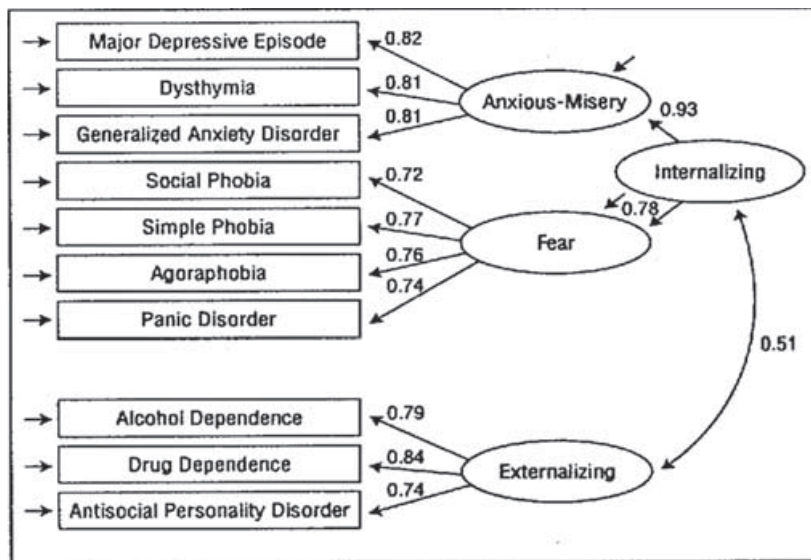 Major Depressive Episode
0.82
Dysthymia
0.81
Anxious-Misery
Generalized Anxiety Disorder
0.81
0.93
Social Phobia
0.72
Internalizing
Simple Phobia
0.77
0.78
Fear
Agoraphobia
0.76
Panic Disorder
0.74
0.51
Alcohol Dependence
0.79
Drug Dependence
0.84
Externalizing
Antisocial Personality Disorder
0.74